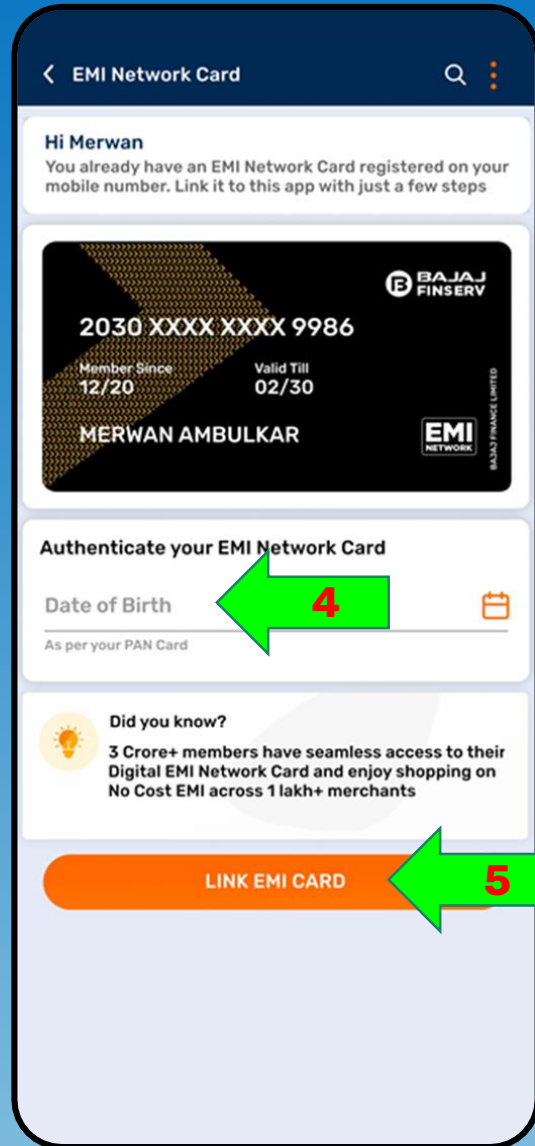 EMI Network Card
Hi Merwan
You already have an EMI Network Card registered on your
mobile number. Link it to this app with just a few steps
BAJAJ
FINSERV
2030 XXXX XXXX 9986
Member Since Valid Till
12/20 02/30
MERWAN AMBULKAR
EMI
NETWORK
BAJAJ FINANCE LIMITED
Authenticate your EMI Network Card
Date of Birth
4
As per your PAN Card
Did you know?
3 Crore+ members have seamless access to their
Digital EMI Network Card and enjoy shopping on
No Cost EMI across 1 lakh+ merchants
LINK EMI CARD
5